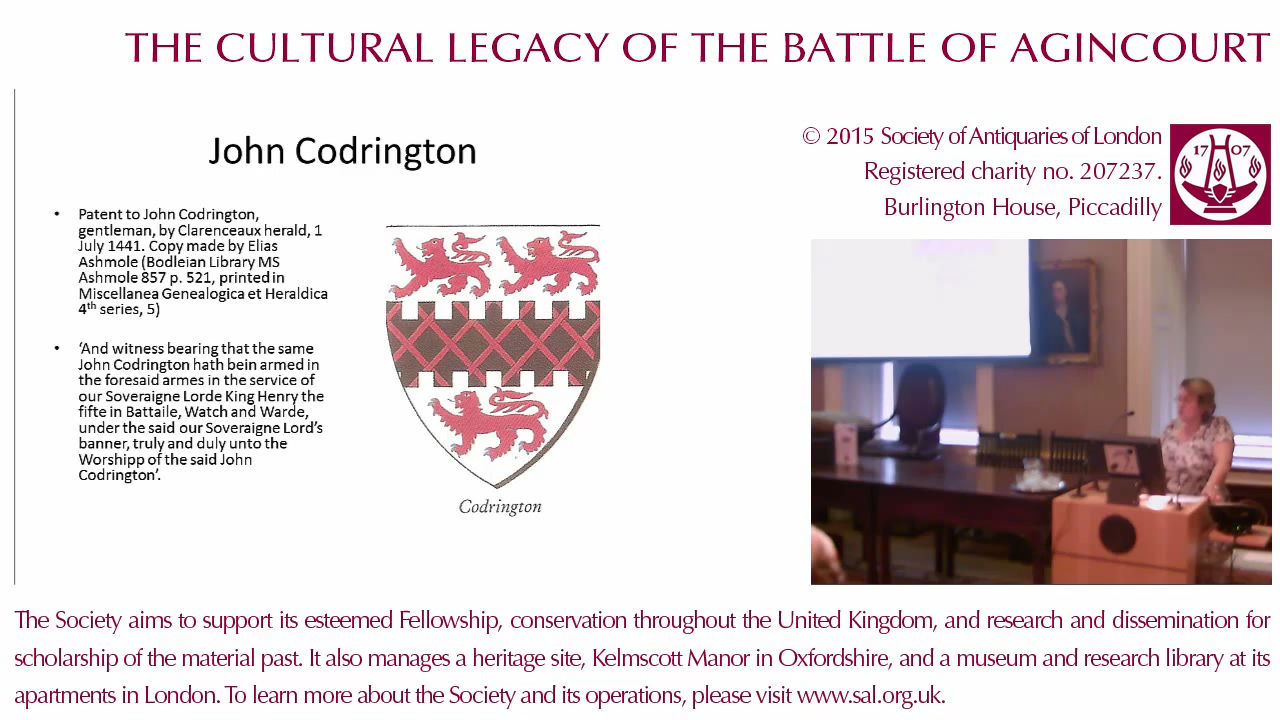 THE CULTURAL LEGACY OF THE BATTLE OF AGINCOURT
John Codrington
• Patent to John Codrington,
gentleman, by Clarenceaux herald, 1
July 1441. Copy made by Elias
Ashmole (Bodleian Library MS
Ashmole 857 p. 521, printed in
Miscellanea Genealogica et Heraldica
4th series, 5)
• ‘And witness bearing that the same
John Codrington hath bein armed in
the foresaid armes in the service of
our Soveraigne Lorde King Henry the
fifte in Battaile, Watch and Warde,
under the said our Soveraigne Lord’s
banner, truly and duly unto the
Worshipp of the said John
Codrington’.
Codrington
© 2015 Society of Antiquaries of London
Registered charity no. 207237.
Burlington House, Piccadilly
17 07
The Society aims to support its esteemed Fellowship, conservation throughout the United Kingdom, and research and dissemination for
scholarship of the material past. It also manages a heritage site, Kelmscott Manor in Oxfordshire, and a museum and research library at its
apartments in London. To learn more about the Society and its operations, please visit www.sal.org.uk.